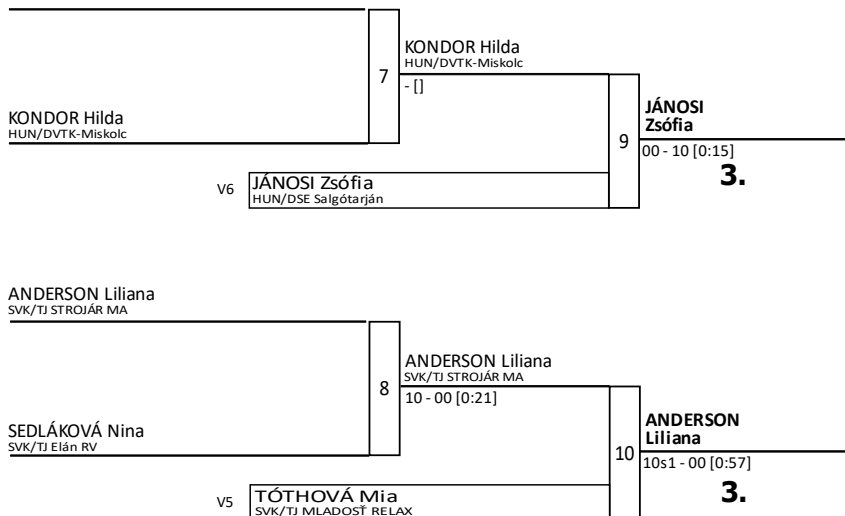 KONDOR Hilda
HUN/DVTK-Miskolc
7
- []
KONDOR Hilda
HUN/DVTK-Miskolc
JÁNOSI
Zsófia
9
00 - 10 [0:15]
3.
V6
JÁNOSI Zsófia
HUN/DSE Salgótarján
ANDERSON Liliana
SVK/TJ STROJÁR MA
ANDERSON Liliana
SVK/TJ STROJÁR MA
8
10 - 00 [0:21]
SEDLÁKOVÁ Nina
SVK/TJ Elán RV
ANDERSON
Liliana
10
10s1 - 00 [0:57]
3.
V5
TÓTHOVÁ Mia
SVK/TJ MLADOSŤ RELAX